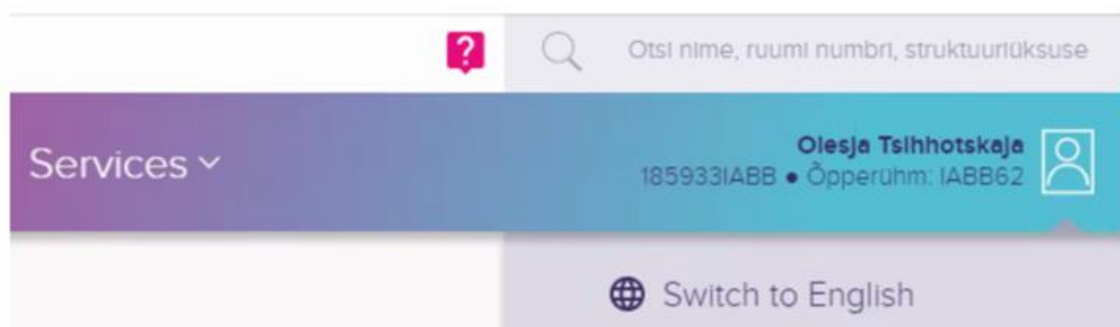 ?
Otsi nime, ruumi numbri, struktuuriüksuse
Services
Olesja Tsihhotskaja
185933IABB • Õpperühm: IABB62
Switch to English